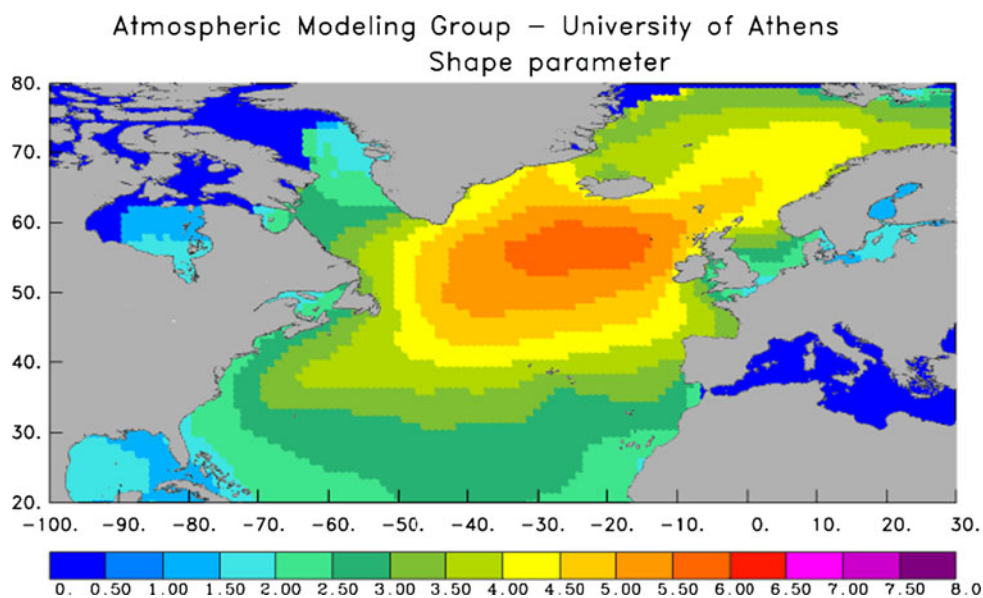 Atmospheric Modeling Group – University of Athens
Shape parameter
80.
70.
60.
50.
40.
30.
20.
-100. -90. -80. -70. -60. -50. -40. -30. -20. -10. 0. 10. 20. 30.
0. 0.50 1.00 1.50 2.00 2.50 3.00 3.50 4.00 4.50 5.00 5.50 6.00 6.50 7.00 7.50 8.0